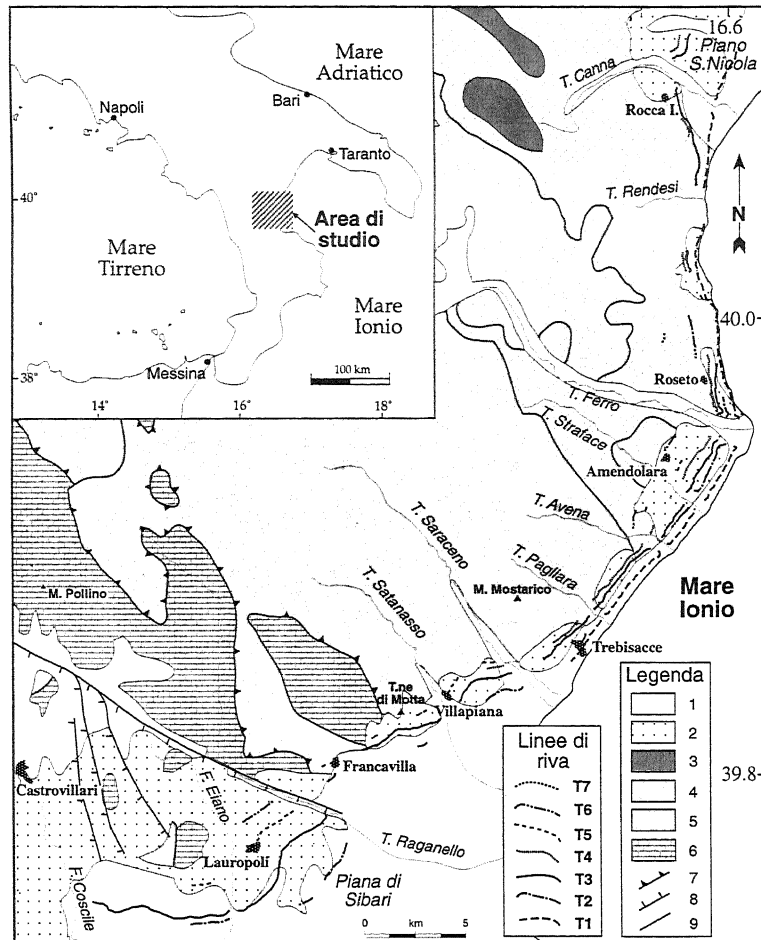 Mare
Adriatico
Napoli
Bari
Taranto
40°
Area di
studio
Mare
Tirreno
Mare
Ionio
100 km
Messina
38°
14°
16°
18°
16.6
Piano
S.Nicola
T. Canna
Rocca I.
T. Rendesi
N
40.0
Roseto
T. Ferro
T. Straface
Amendolara
T. Avena
T. Saraceno
T. Pagliara
M. Mostarico
T. Satanasso
Mare
Ionio
M. Pollino
Trebisacce
T.ne
di Motta
Villapiana
Francavilla
39.8
Castrovillari
F. Eiano
Lauropoli
T. Raganello
F. Coscile
Piana di
Sibari
0 km 5
Linee di
riva
T7
T6
T5
T4
T3
T2
T1
Legenda
1
2
3
4
5
6
7
8
9